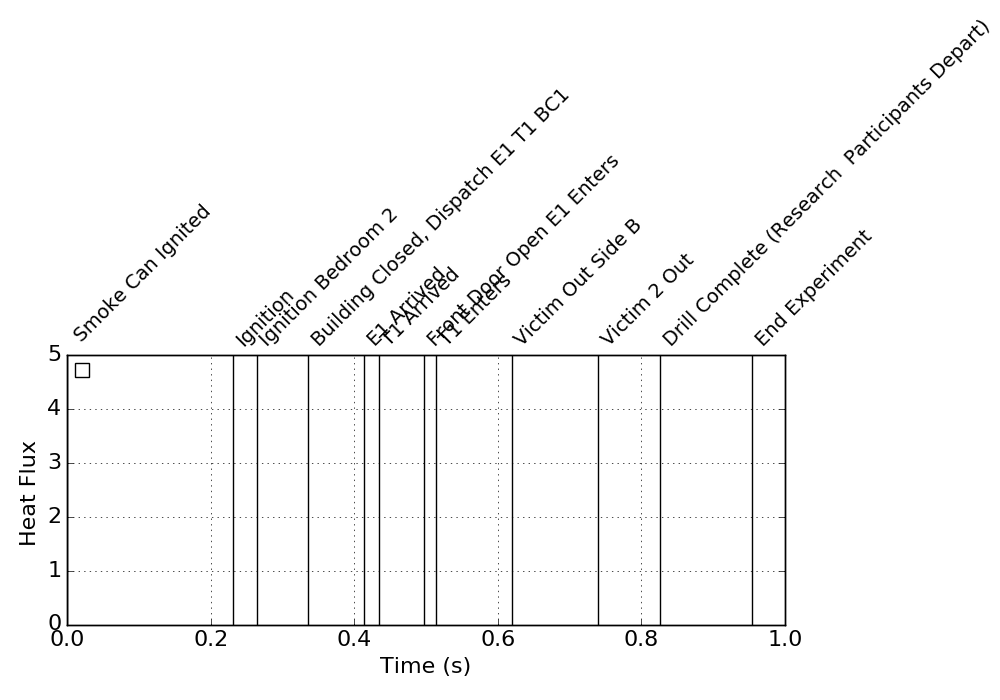 Smoke Can Ignited
Ignition
Ignition Bedroom 2
Building Closed, Dispatch E1 T1 BC1
E1 Arrived
T1 Arrived
Front Door Open E1 Enters
T1 Enters
Victim Out Side B
Victim 2 Out
Drill Complete (Research  Participants Depart)
End Experiment
Heat Flux
5
4
3
2
1
0
0.0 0.2 0.4 0.6 0.8 1.0
Time (s)